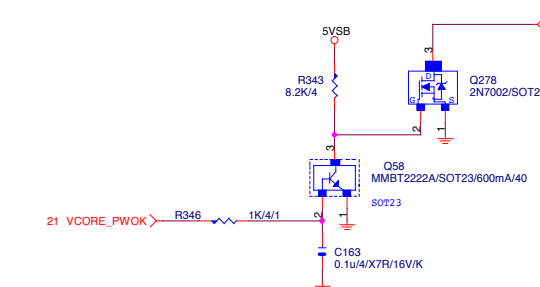 5VSB
3
R343
8.2K/4
D
G
S
Q278
2N7002/SOT2
2
1
3
Q58
MMBT2222A/SOT23/600mA/40
SOT23
21 VCORE_PWOK
R346
1K/4/1
2
1
C163
0.1u/4/X7R/16V/K